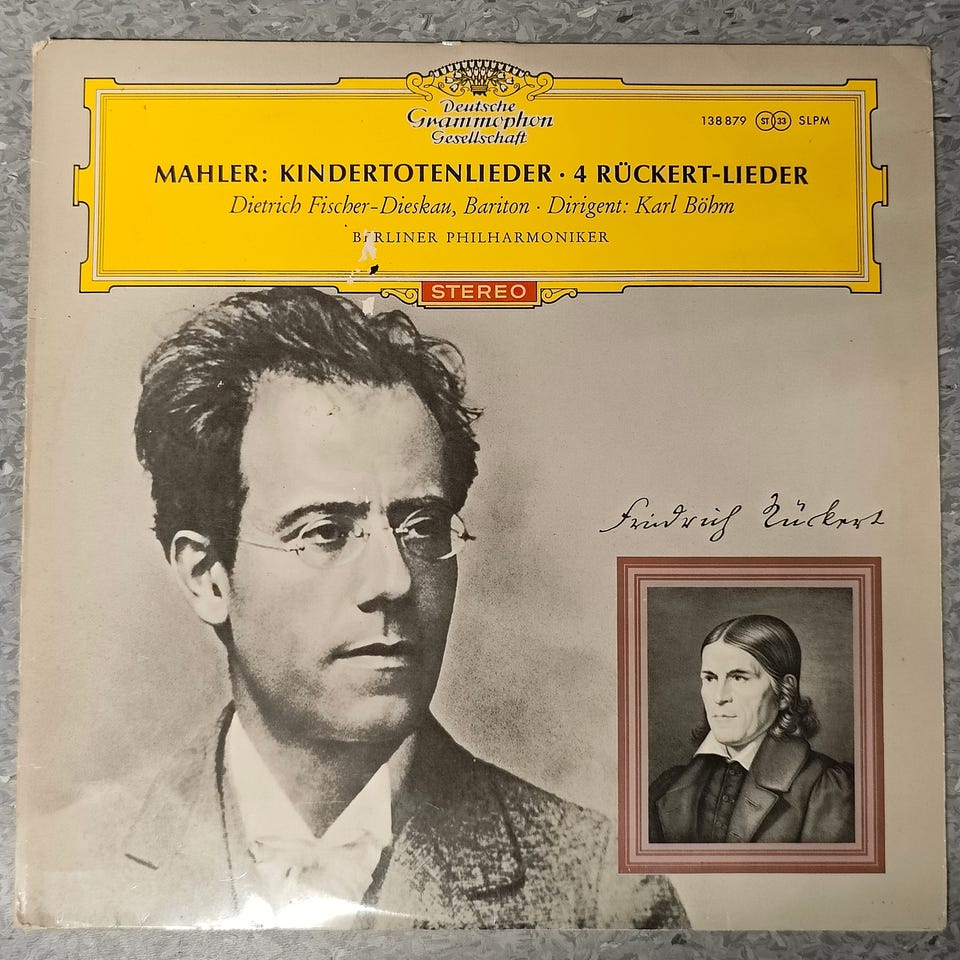 Deutsche
Grammophon
Gesellschaft
138 879 ST 33 SLPM
MAHLER: KINDERTOTENLIEDER · 4 RÜCKERT-LIEDER
Dietrich Fischer-Dieskau, Bariton · Dirigent: Karl Böhm
BERLINER PHILHARMONIKER
STEREO
Friedrich Rückert